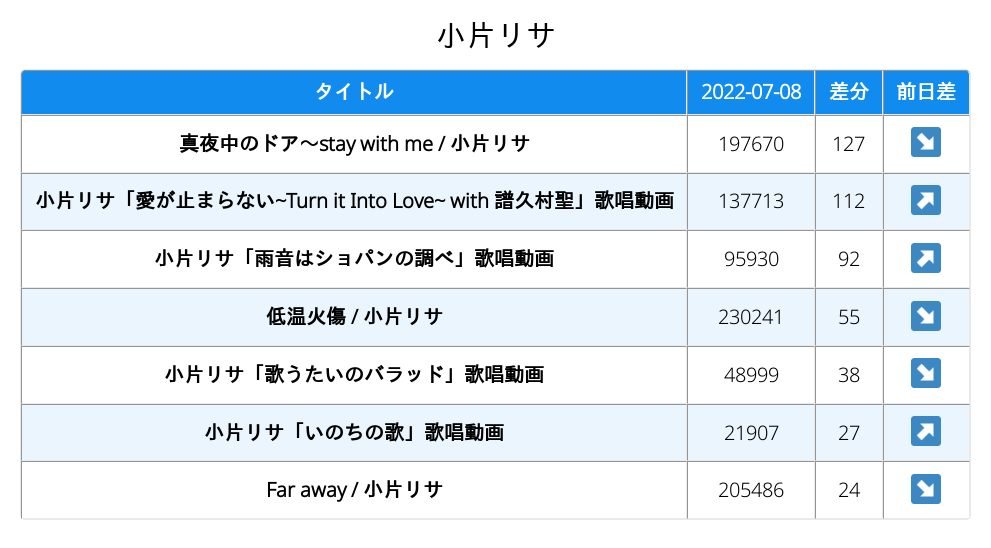 小片リサ
タイトル 2022-07-08 差分 前日差
真夜中のドア～stay with me / 小片リサ 197670 127 ↘
小片リサ「愛が止まらない~Turn it Into Love~ with 譜久村聖」歌唱動画 137713 112 ↗
小片リサ「雨音はショパンの調べ」歌唱動画 95930 92 ↗
低温火傷 / 小片リサ 230241 55 ↘
小片リサ「歌うたいのバラッド」歌唱動画 48999 38 ↘
小片リサ「いのちの歌」歌唱動画 21907 27 ↗
Far away / 小片リサ 205486 24 ↘